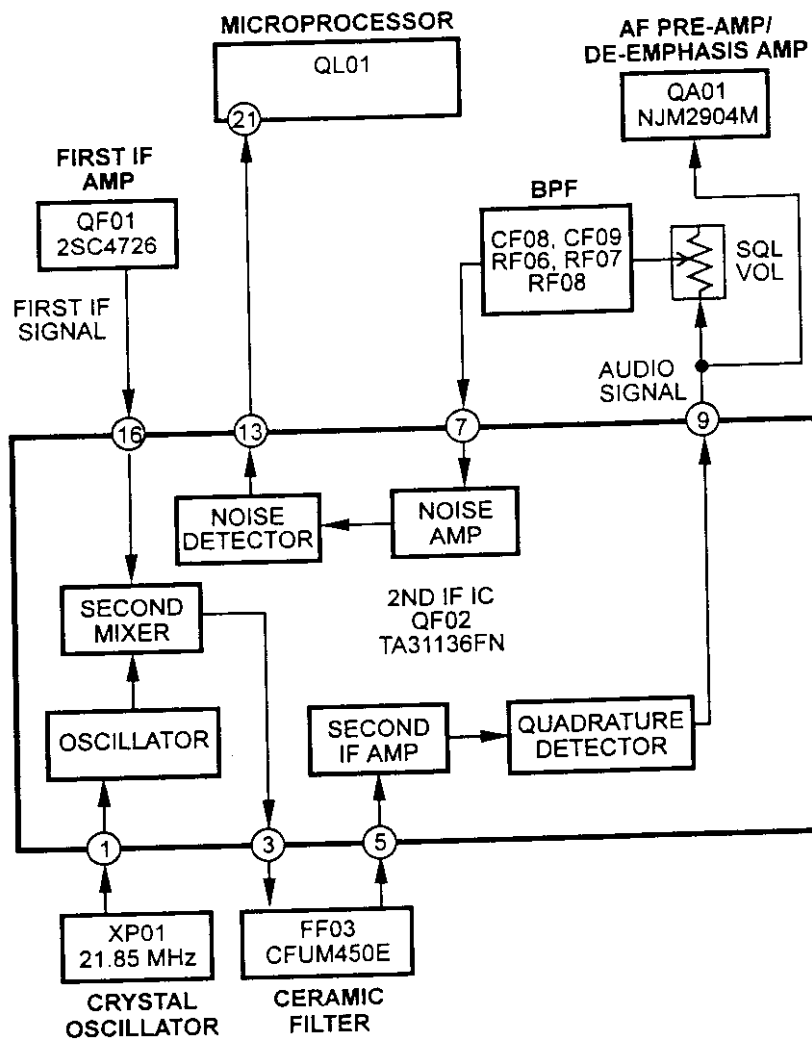 MICROPROCESSOR
QL01
21
AF PRE-AMP/
DE-EMPHASIS AMP
QA01
NJM2904M
FIRST IF
AMP
QF01
2SC4726
FIRST IF
SIGNAL
BPF
CF08, CF09
RF06, RF07
RF08
SQL
VOL
AUDIO
SIGNAL
16
13
7
9
NOISE
DETECTOR
NOISE
AMP
SECOND
MIXER
2ND IF IC
QF02
TA31136FN
OSCILLATOR
SECOND
IF AMP
QUADRATURE
DETECTOR
1
3
5
XP01
21.85 MHz
CRYSTAL
OSCILLATOR
FF03
CFUM450E
CERAMIC
FILTER